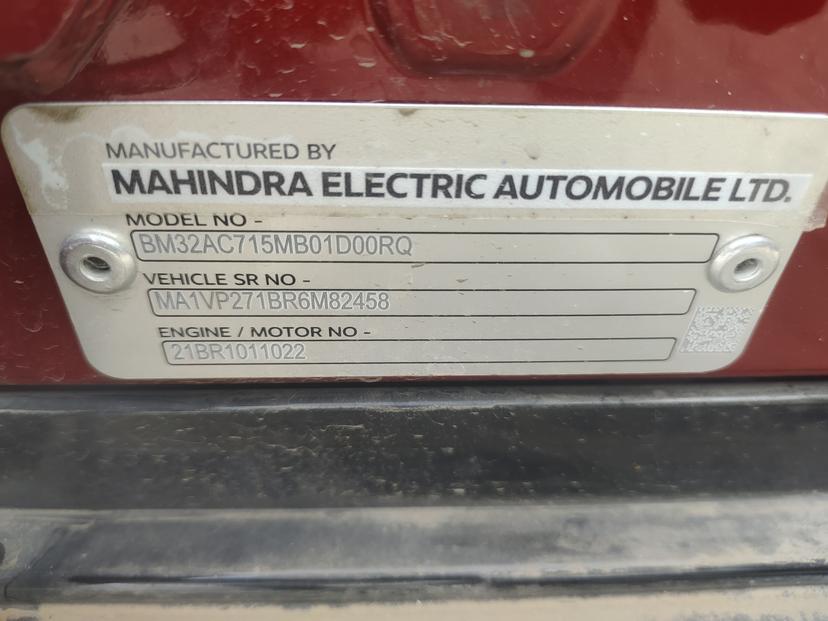 MANUFACTURED BY
MAHINDRA ELECTRIC AUTOMOBILE LTD.
MODEL NO -
BM32AC715MB01D00RQ
VEHICLE SR NO -
MA1VP271BR6M82458
ENGINE / MOTOR NO -
21BR1011022